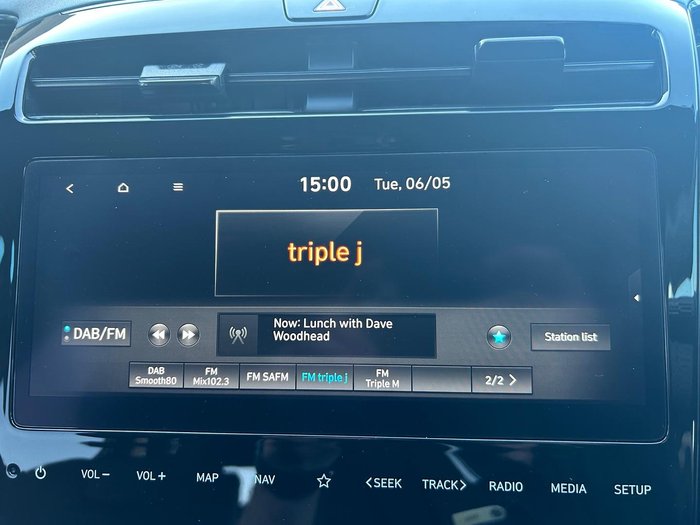 15:00 Tue, 06/05
triple j
DAB/FM
Now: Lunch with Dave
Woodhead
Station list
DAB
Smooth80
FM
Mix102.3
FM SAFM
FM triple j
FM
Triple M
2/2 >
VOL− VOL+ MAP NAV <SEEK TRACK> RADIO MEDIA SETUP